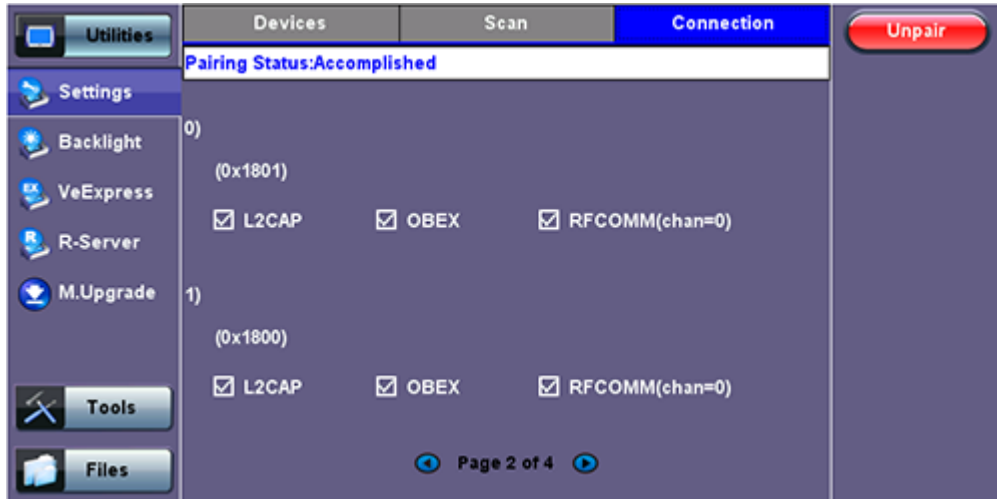 Utilities
Devices
Scan
Connection
Unpair
Pairing Status:Accomplished
Settings
Backlight
VeExpress
R-Server
M.Upgrade
Tools
Files
0)
(0x1801)
L2CAP OBEX RFCOMM(chan=0)
1)
(0x1800)
L2CAP OBEX RFCOMM(chan=0)
Page 2 of 4